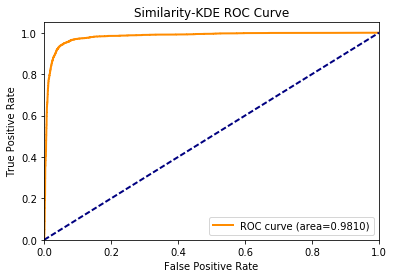 Similarity-KDE ROC Curve
True Positive Rate
1.0
0.8
0.6
0.4
0.2
0.0
0.0 0.2 0.4 0.6 0.8 1.0
False Positive Rate
ROC curve (area=0.9810)